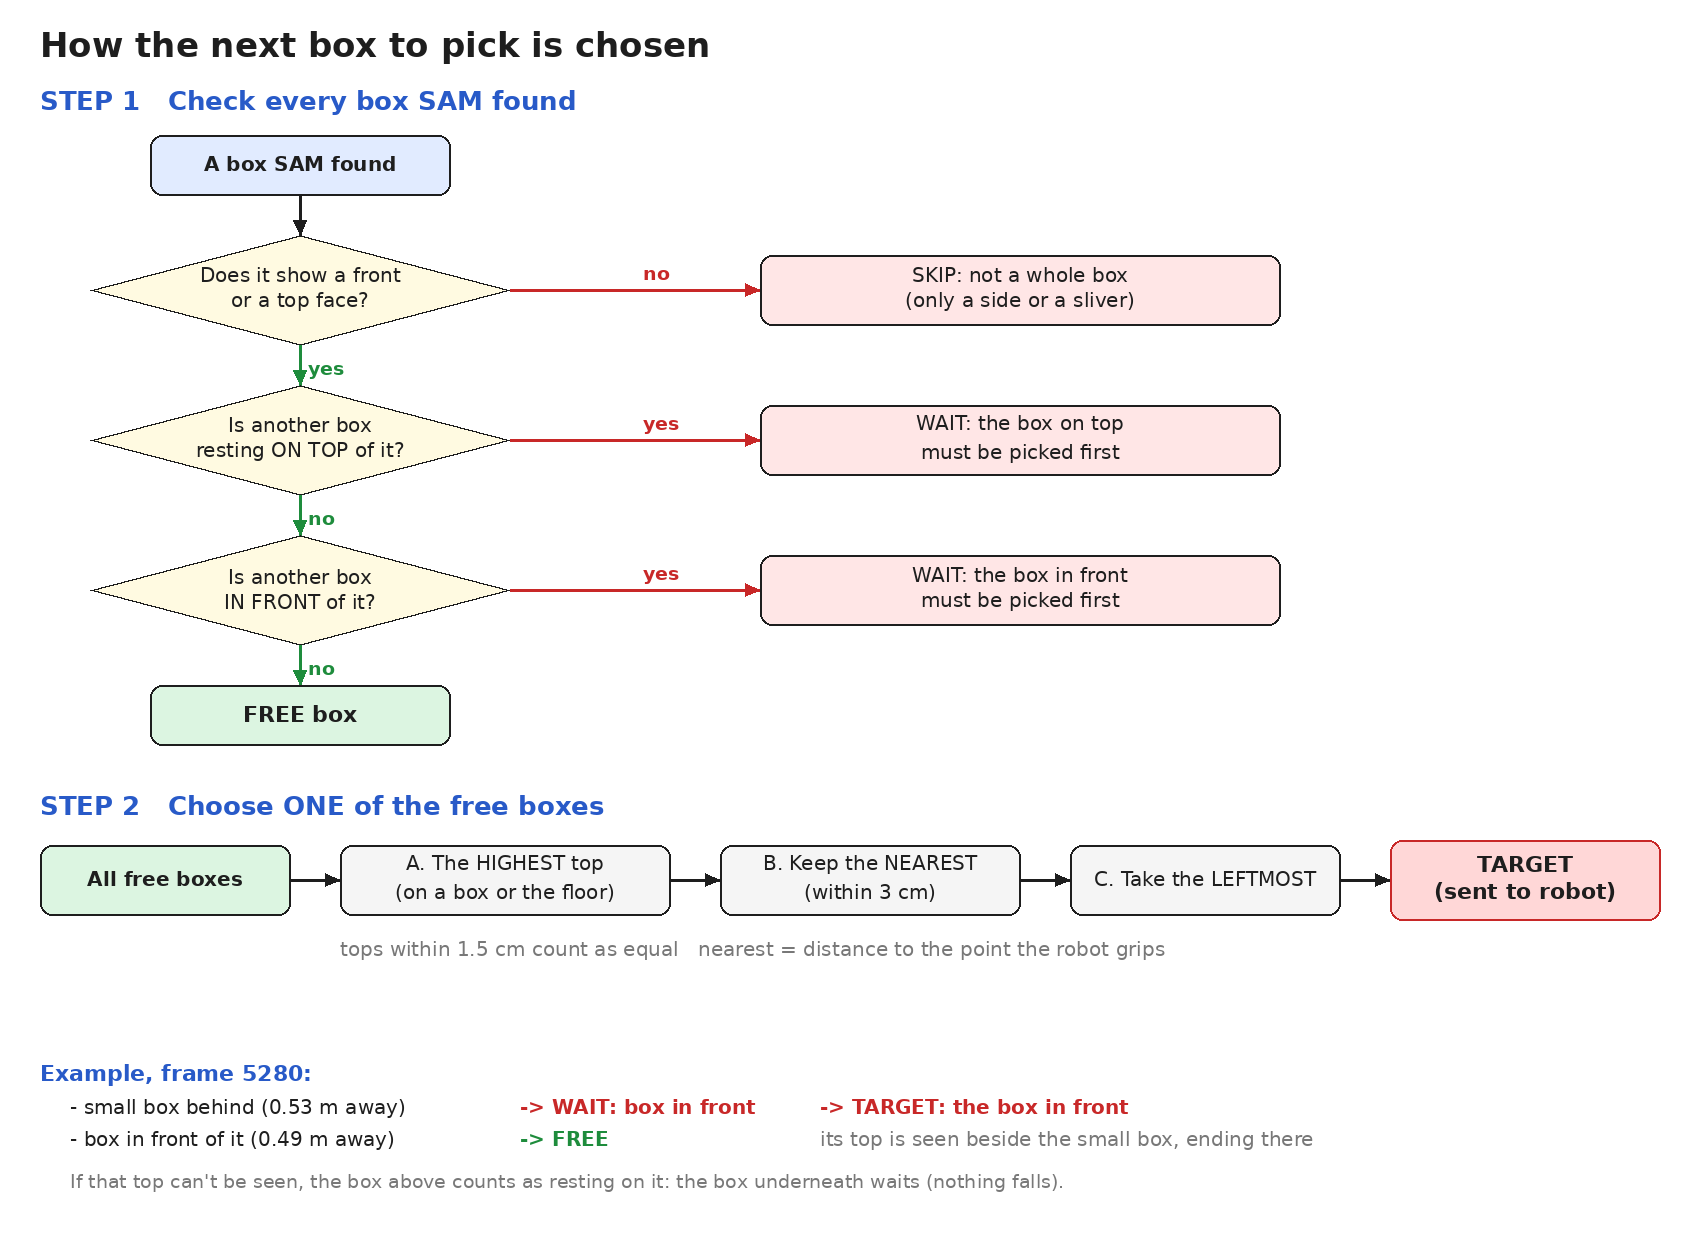 How the next box to pick is chosen
STEP 1 Check every box SAM found
A box SAM found
Does it show a front
or a top face?
no
SKIP: not a whole box
(only a side or a sliver)
yes
Is another box
resting ON TOP of it?
yes
WAIT: the box on top
must be picked first
no
Is another box
IN FRONT of it?
yes
WAIT: the box in front
must be picked first
no
FREE box
STEP 2 Choose ONE of the free boxes
All free boxes
A. The HIGHEST top
(on a box or the floor)
B. Keep the NEAREST
(within 3 cm)
C. Take the LEFTMOST
TARGET
(sent to robot)
tops within 1.5 cm count as equal nearest = distance to the point the robot grips
Example, frame 5280:
- small box behind (0.53 m away) -> WAIT: box in front -> TARGET: the box in front
- box in front of it (0.49 m away) -> FREE its top is seen beside the small box, ending there
If that top can't be seen, the box above counts as resting on it: the box underneath waits (nothing falls).